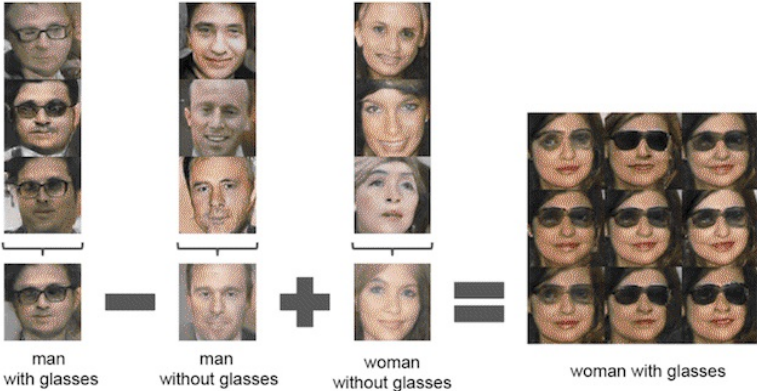 man
with glasses
man
without glasses
woman
without glasses
woman with glasses